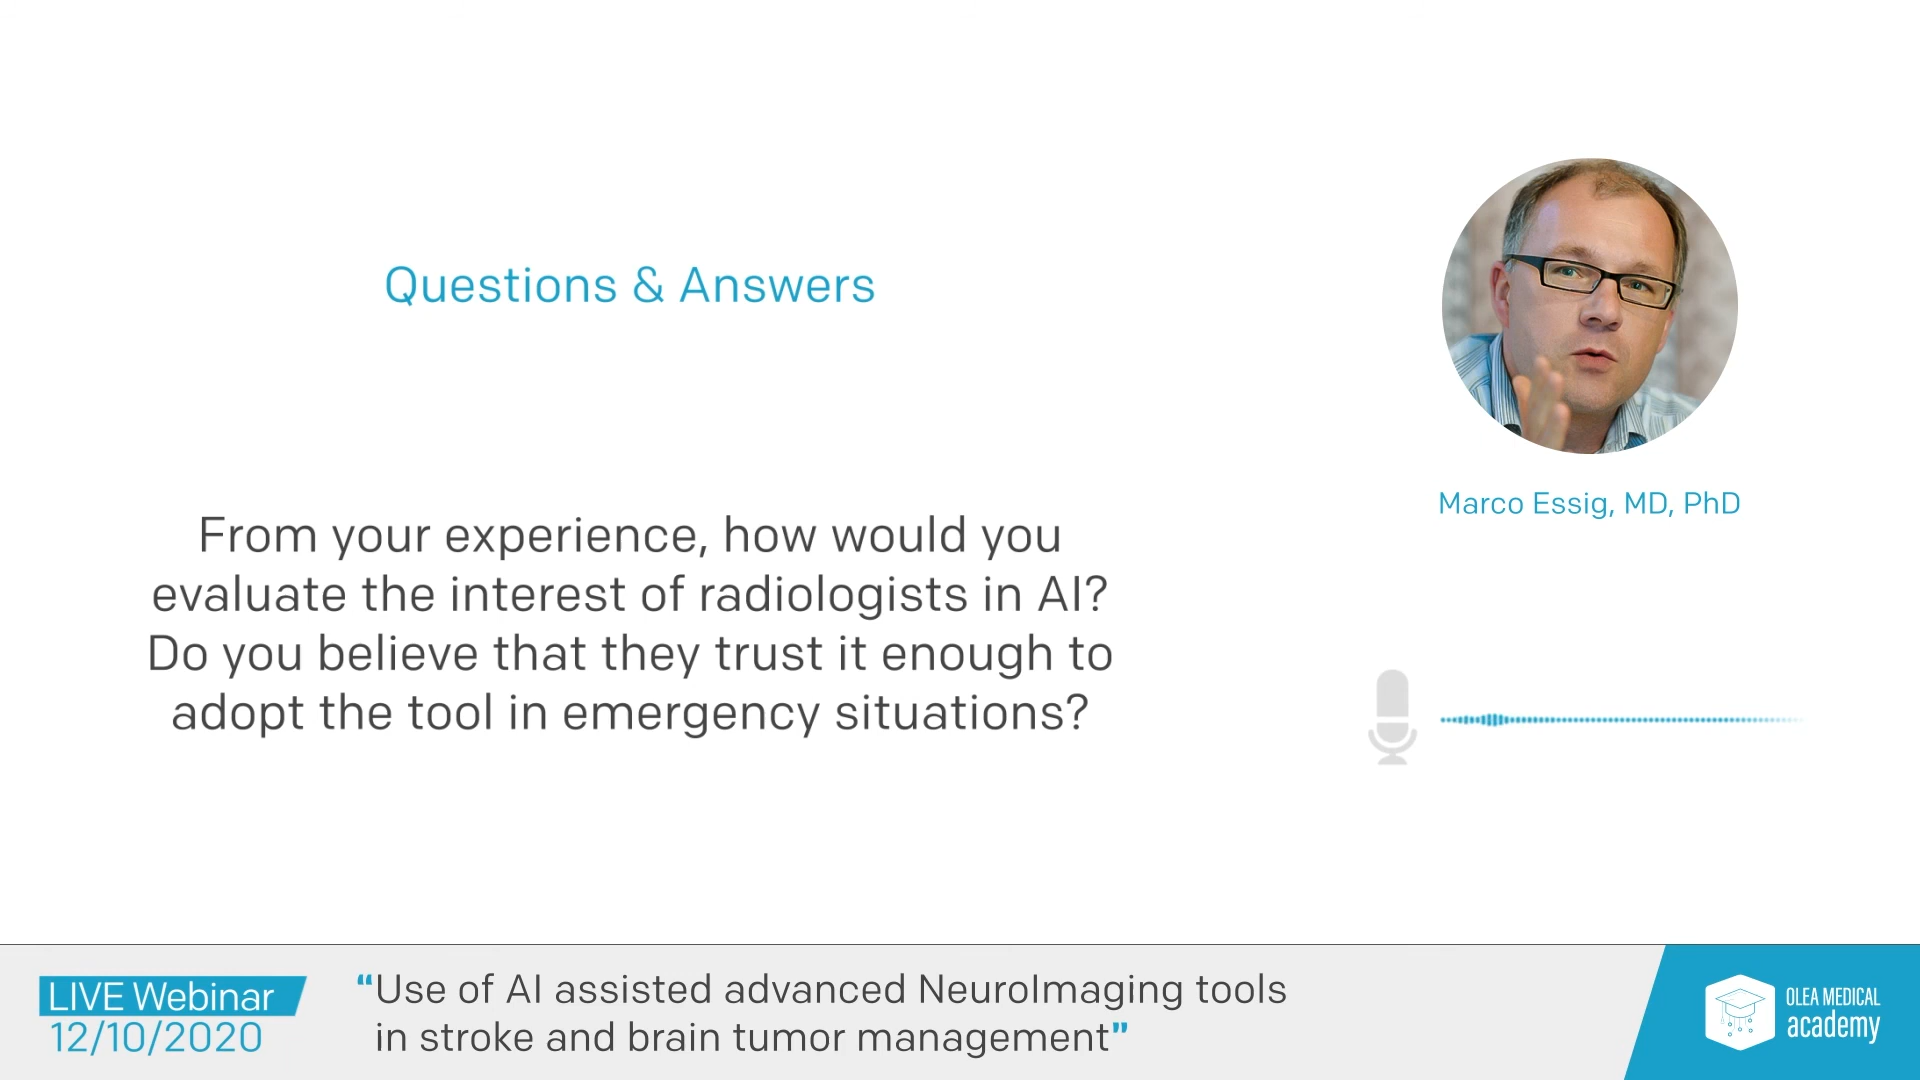 Questions & Answers
From your experience, how would you
evaluate the interest of radiologists in AI?
Do you believe that they trust it enough to
adopt the tool in emergency situations?
Marco Essig, MD, PhD
LIVE Webinar
12/10/2020
“Use of AI assisted advanced NeuroImaging tools
in stroke and brain tumor management”
OLEA MEDICAL
academy